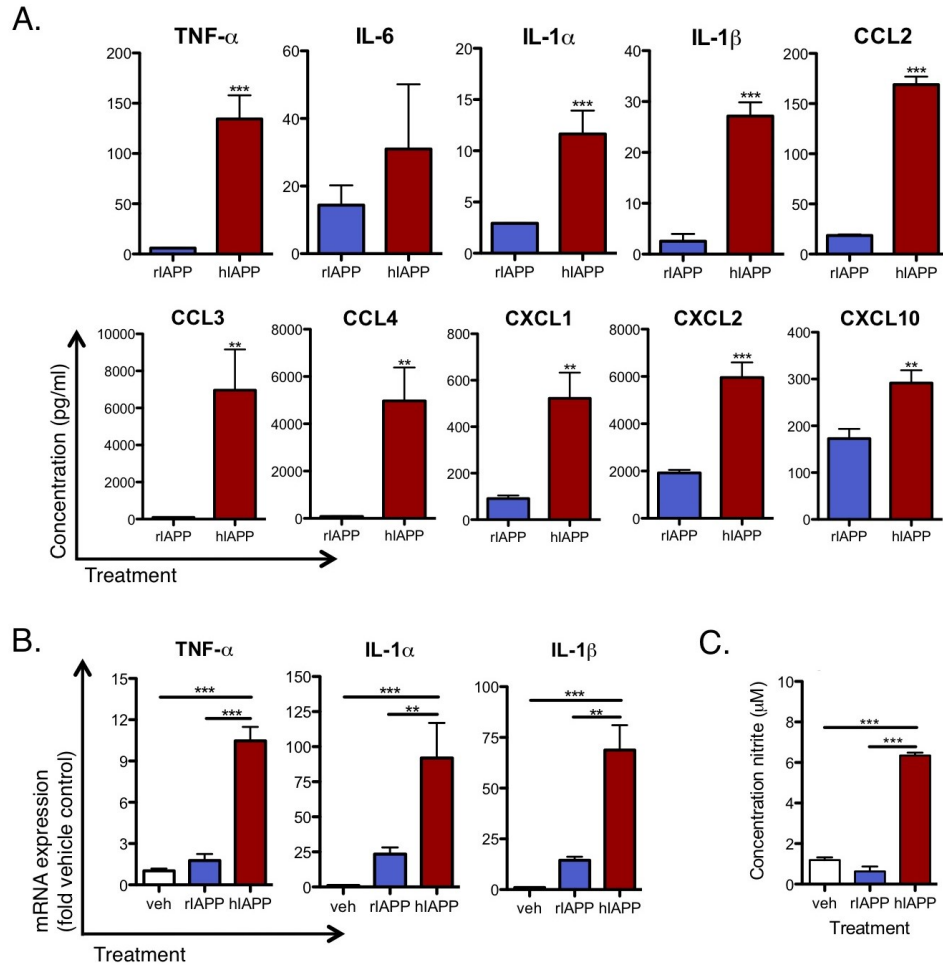 A.
TNF-α IL-6 IL-1α IL-1β CCL2
200 60 20 40 200
*** *** *** ***
150 40 15 30 150
100 10 20 100
50 20 5 10 50
0 0 0 0 0
rIAPP hIAPP rIAPP hIAPP rIAPP hIAPP rIAPP hIAPP rIAPP hIAPP
CCL3 CCL4 CXCL1 CXCL2 CXCL10
10000 8000 800 8000 400
** ** ** *** **
8000 6000 600 6000 300
6000 4000 400 4000 200
4000 2000 200 2000 100
2000
0 0 0 0 0
rIAPP hIAPP rIAPP hIAPP rIAPP hIAPP rIAPP hIAPP rIAPP hIAPP
Concentration (pg/ml)
Treatment
B.
TNF-α IL-1α IL-1β
15 150 100
*** *** ***
*** ** **
12 125 75
9 100 50
6 75 25
3 50 0
0 25
0
veh rIAPP hIAPP veh rIAPP hIAPP veh rIAPP hIAPP
mRNA expression
(fold vehicle control)
Treatment
C.
10
8
***
***
6
4
2
0
veh rIAPP hIAPP
Concentration nitrite (μM)
Treatment